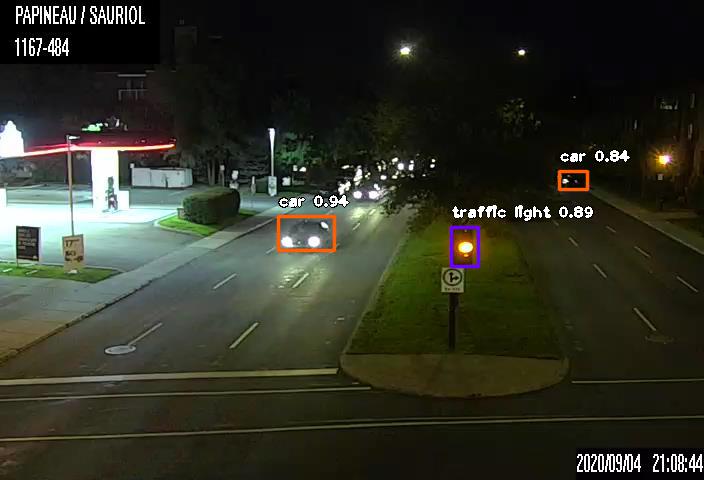 PAPINEAU / SAURIOL
1167-484
car 0.84
car 0.94
traffic light 0.89
2020/09/04 21:08:44